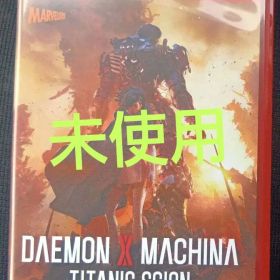 MARVELOUS
未使用
DAEMON X MACHINA
TITANIC SCION